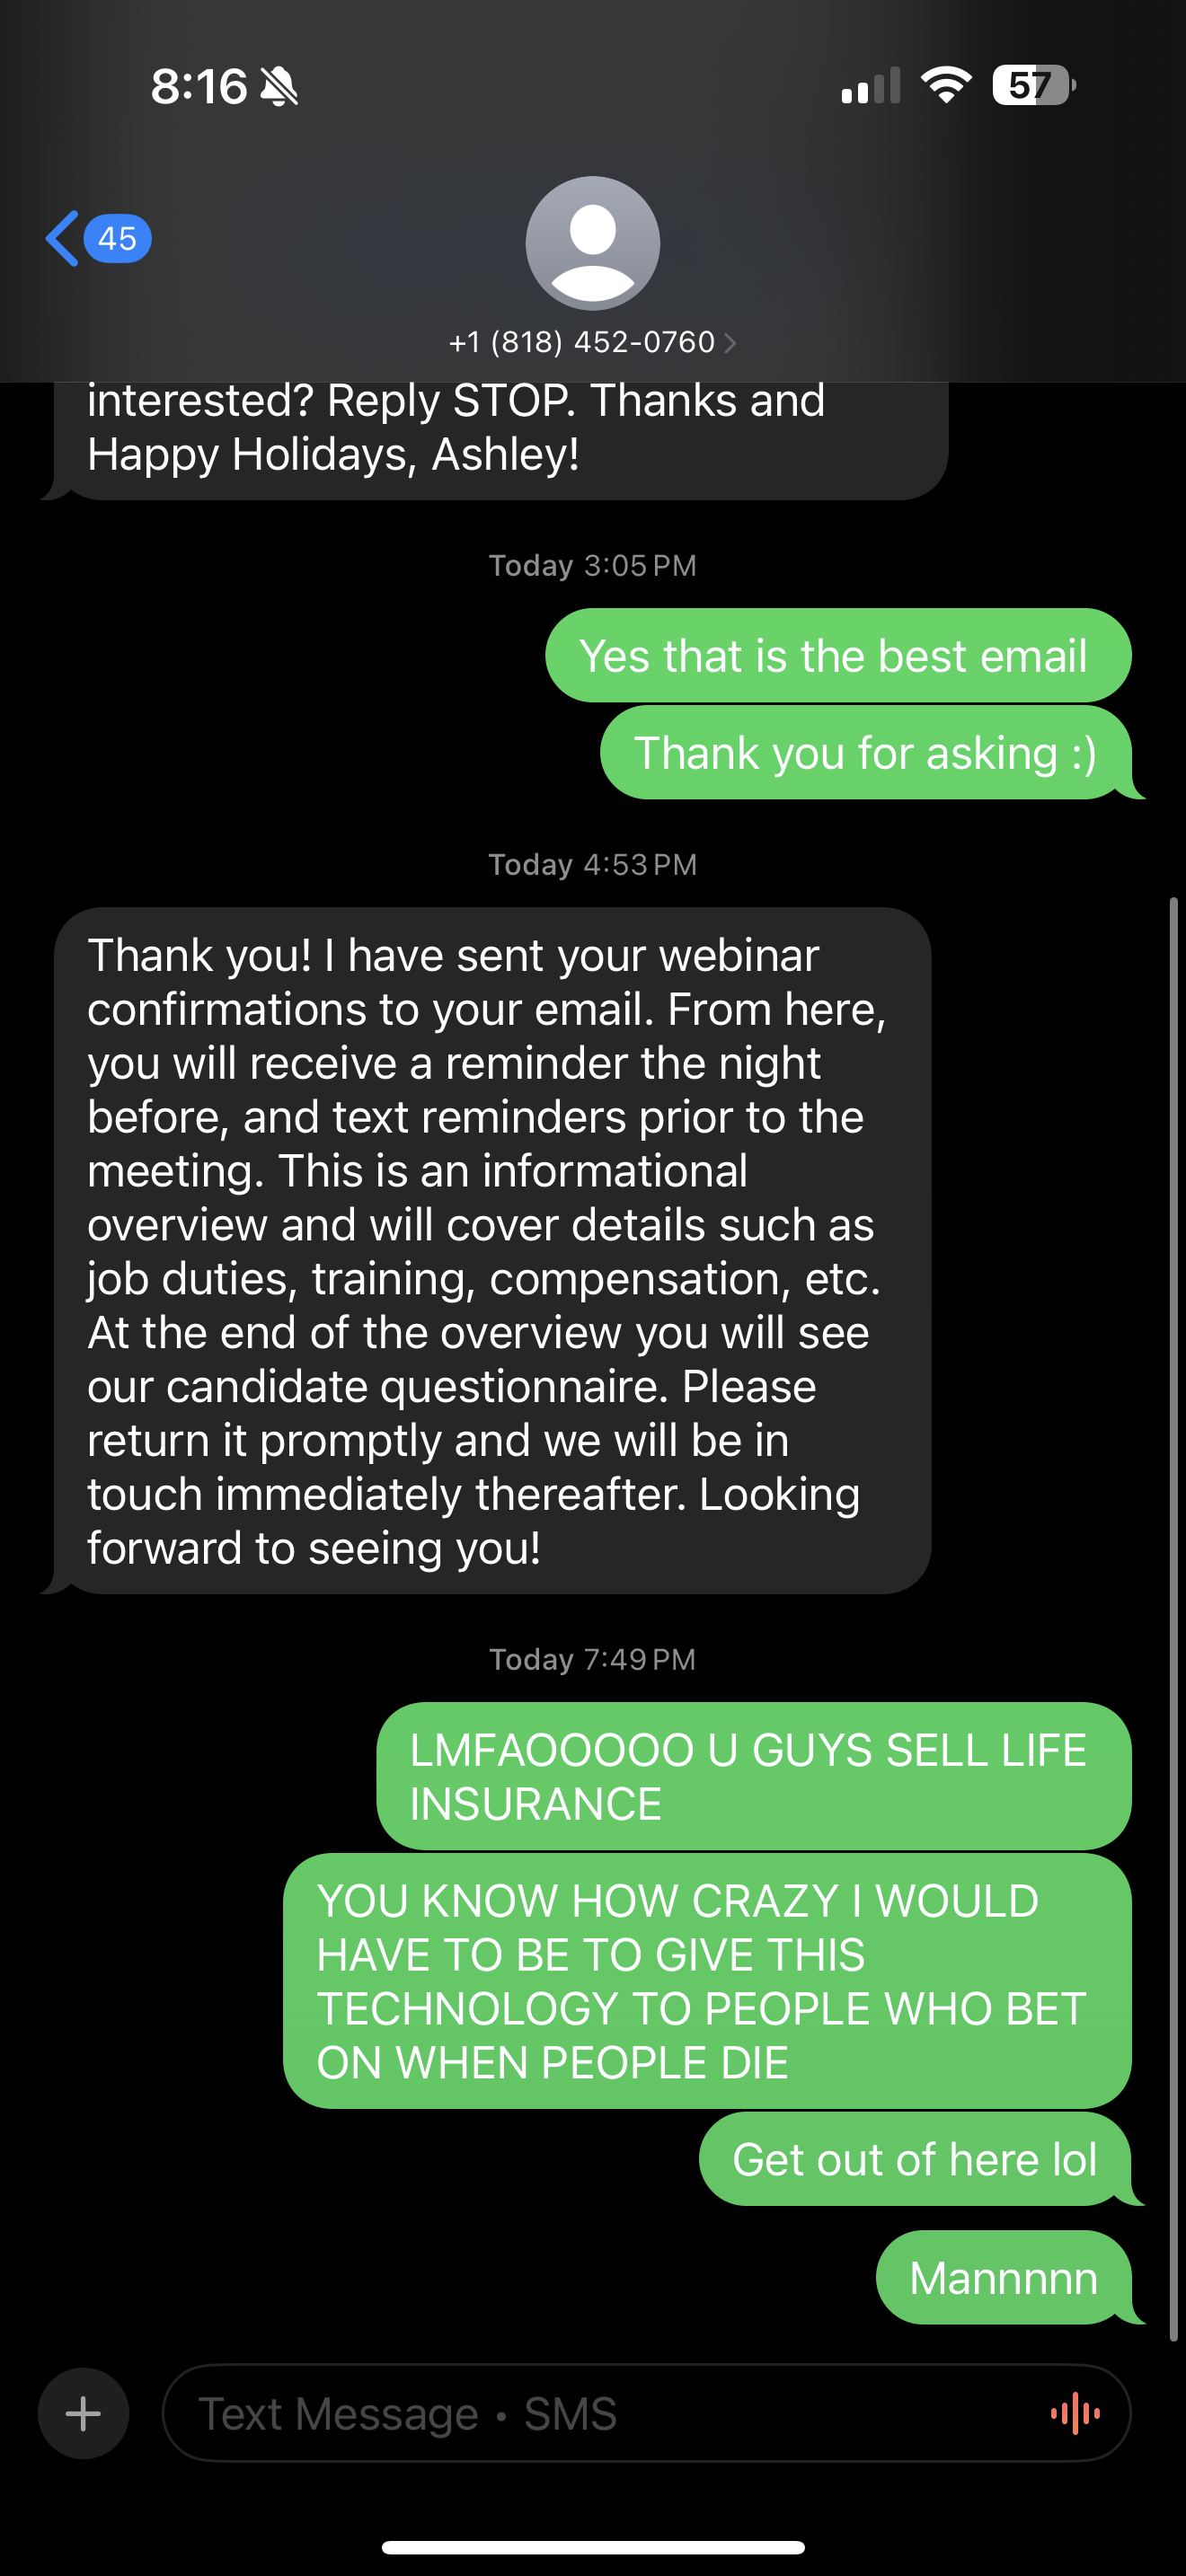 8:16
57
45
+1 (818) 452-0760
interested? Reply STOP. Thanks and
Happy Holidays, Ashley!
Today 3:05 PM
Yes that is the best email
Thank you for asking :)
Today 4:53 PM
Thank you! I have sent your webinar
confirmations to your email. From here,
you will receive a reminder the night
before, and text reminders prior to the
meeting. This is an informational
overview and will cover details such as
job duties, training, compensation, etc.
At the end of the overview you will see
our candidate questionnaire. Please
return it promptly and we will be in
touch immediately thereafter. Looking
forward to seeing you!
Today 7:49 PM
LMFAOOOOO U GUYS SELL LIFE
INSURANCE
YOU KNOW HOW CRAZY I WOULD
HAVE TO BE TO GIVE THIS
TECHNOLOGY TO PEOPLE WHO BET
ON WHEN PEOPLE DIE
Get out of here lol
Mannnnn
Text Message • SMS